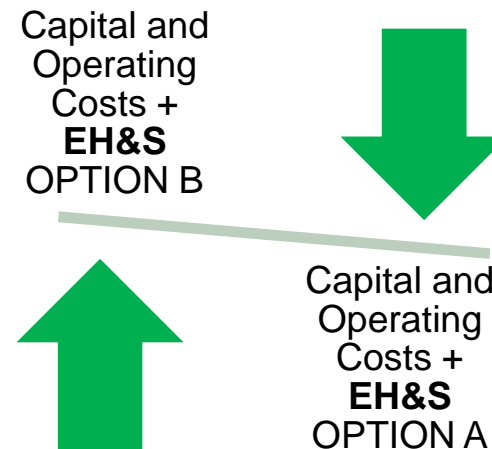 Capital and
Operating
Costs +
EH&S
OPTION B
Capital and
Operating
Costs +
EH&S
OPTION A